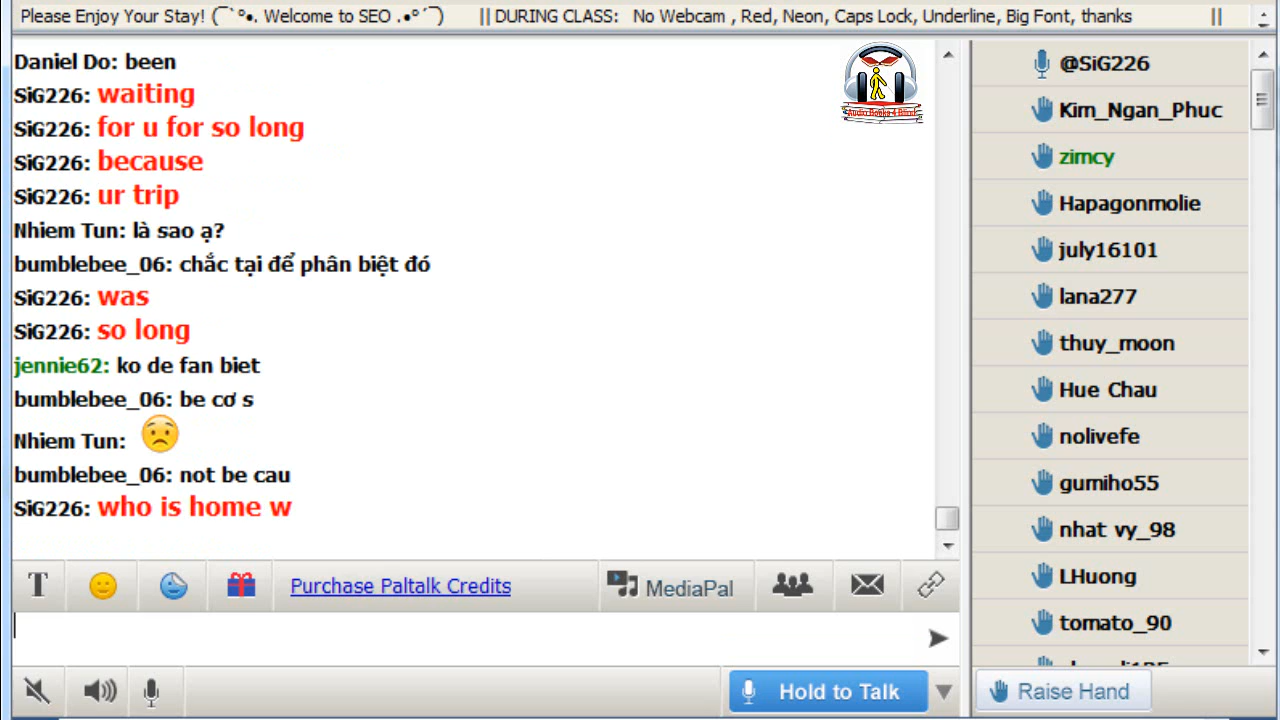 Please Enjoy Your Stay! (¯`°•. Welcome to SEO .•°´¯) || DURING CLASS: No Webcam , Red, Neon, Caps Lock, Underline, Big Font, thanks ||
Daniel Do: been
SiG226: waiting
SiG226: for u for so long
SiG226: because
SiG226: ur trip
Nhiem Tun: là sao ạ?
bumblebee_06: chắc tại để phân biệt đó
SiG226: was
SiG226: so long
jennie62: ko de fan biet
bumblebee_06: be cơ s
Nhiem Tun:
bumblebee_06: not be cau
SiG226: who is home w
Audio Books 4 Blind
Purchase Paltalk Credits
MediaPal
Hold to Talk
@SiG226
Kim_Ngan_Phuc
zimcy
Hapagonmolie
july16101
lana277
thuy_moon
Hue Chau
nolivefe
gumiho55
nhat vy_98
LHuong
tomato_90
Raise Hand